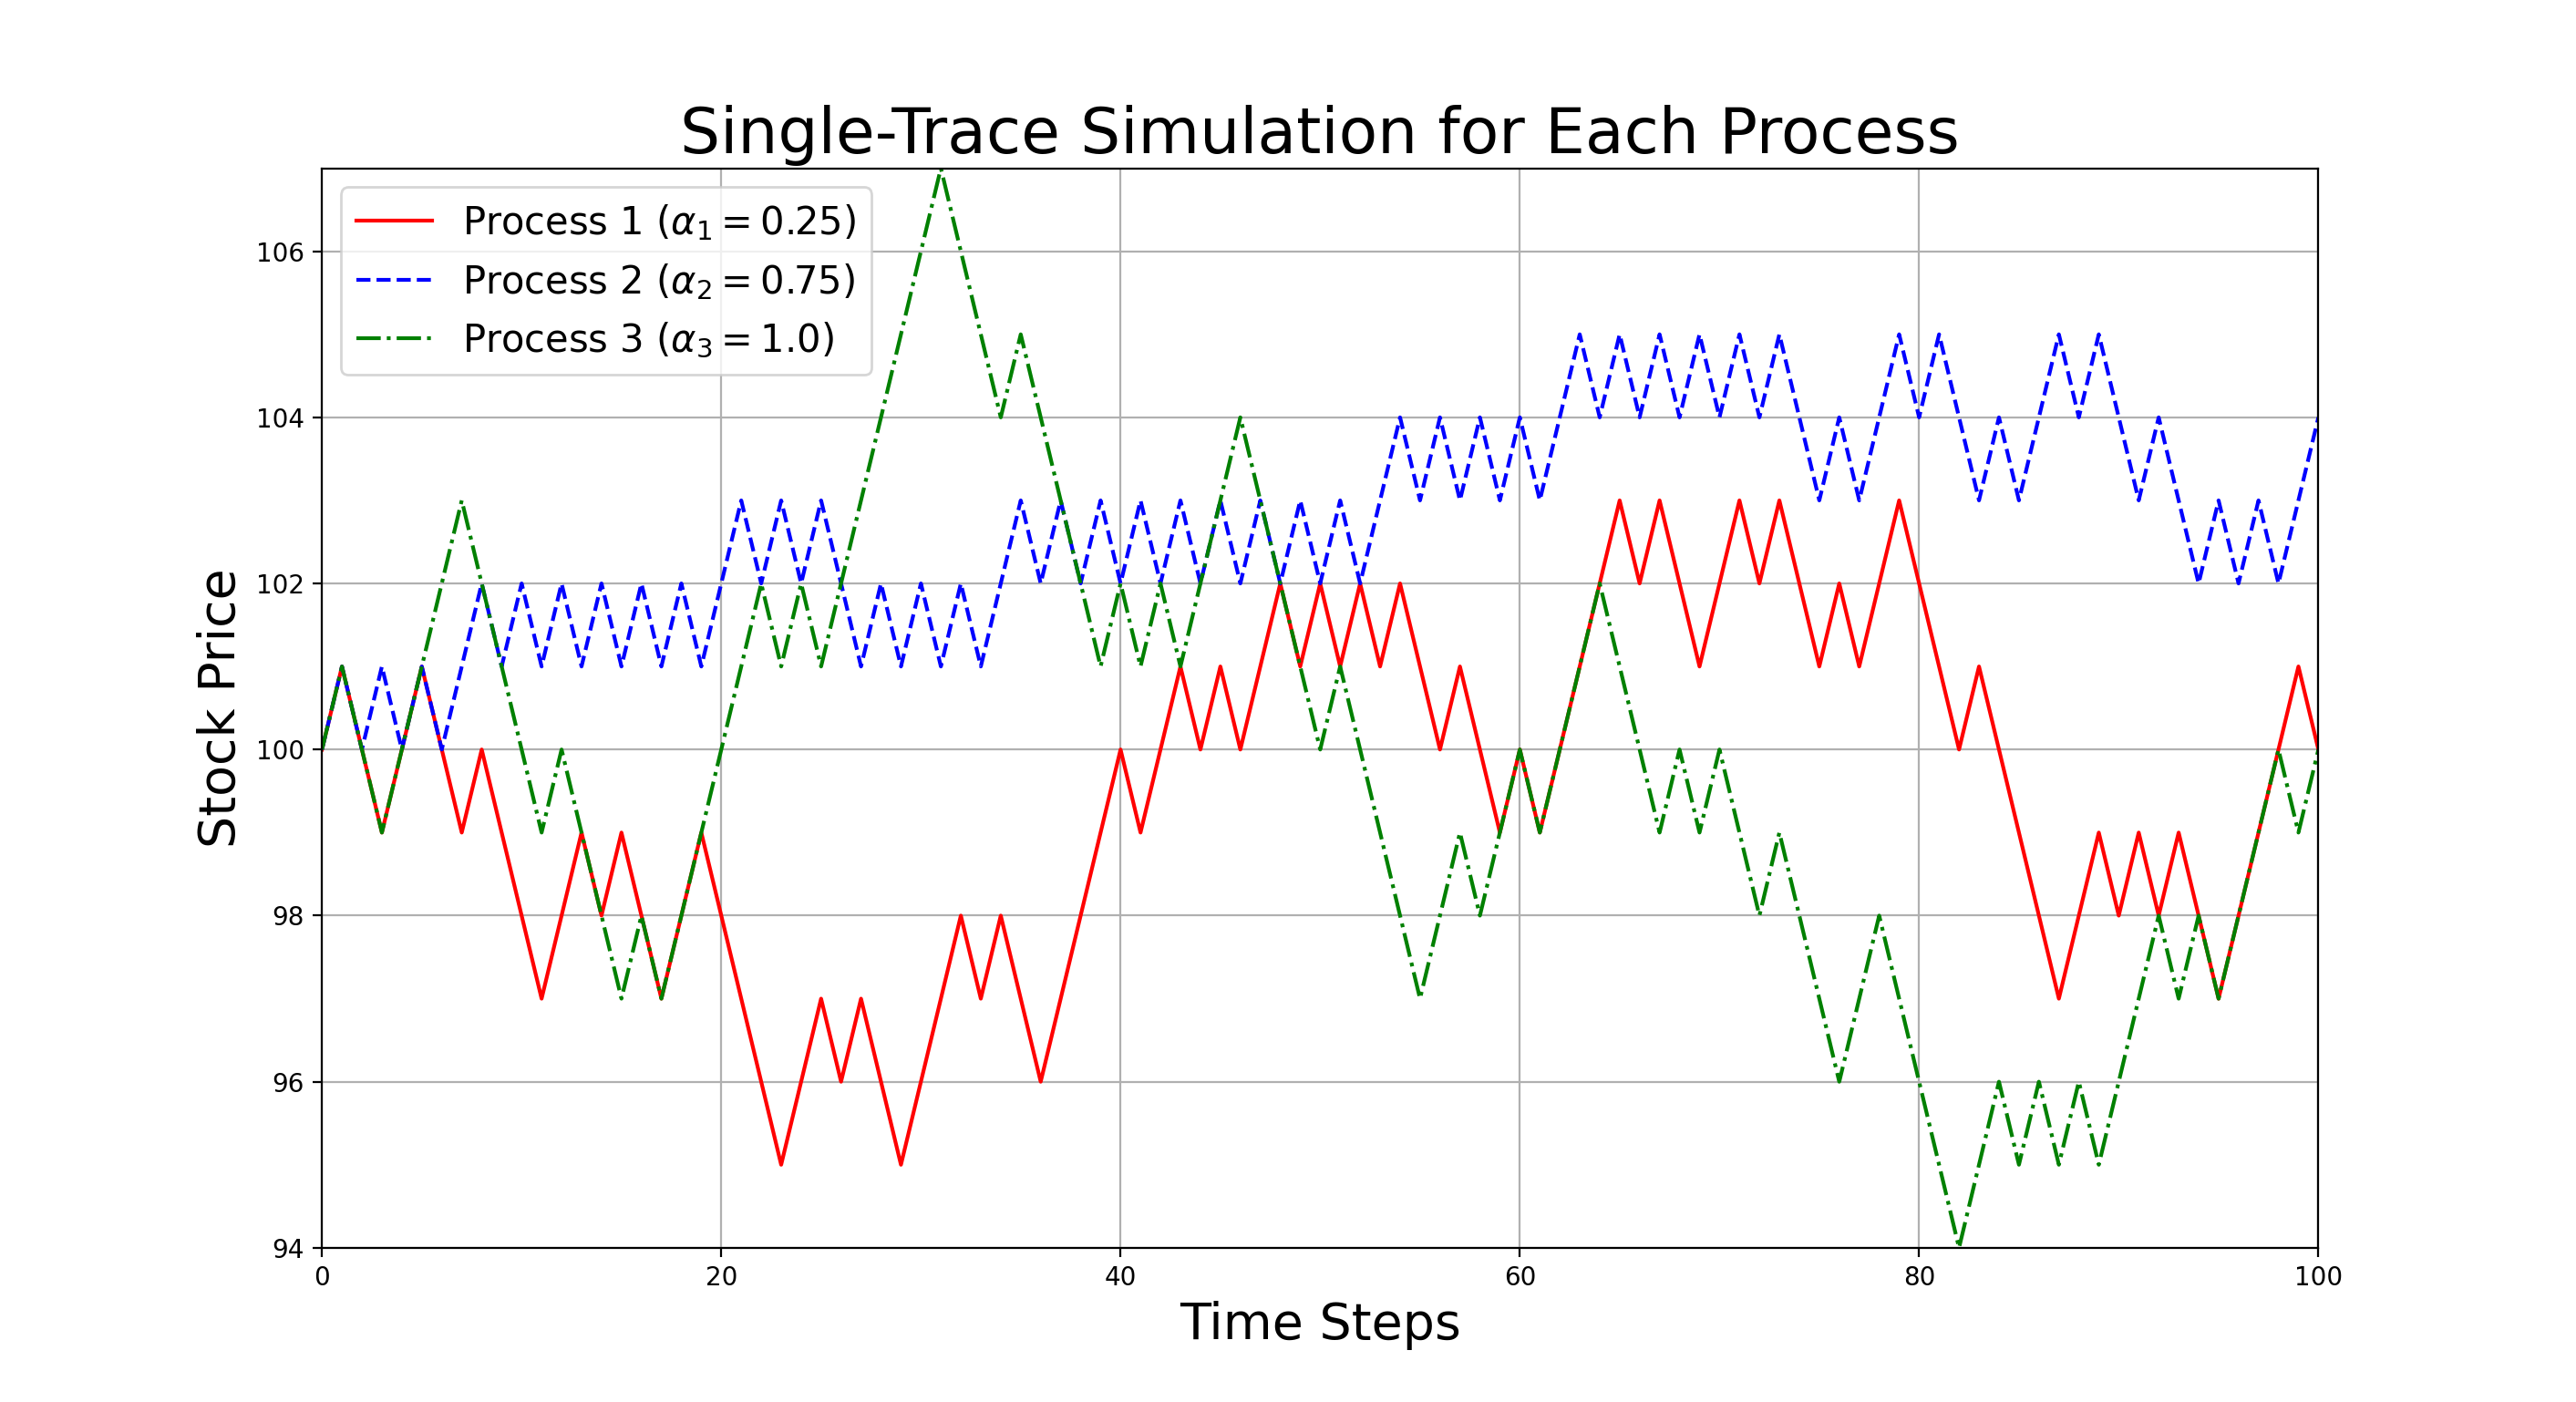 Single-Trace Simulation for Each Process
Process 1 (α₁ = 0.25)
Process 2 (α₂ = 0.75)
Process 3 (α₃ = 1.0)
Stock Price
106
104
102
100
98
96
94
0 20 40 60 80 100
Time Steps